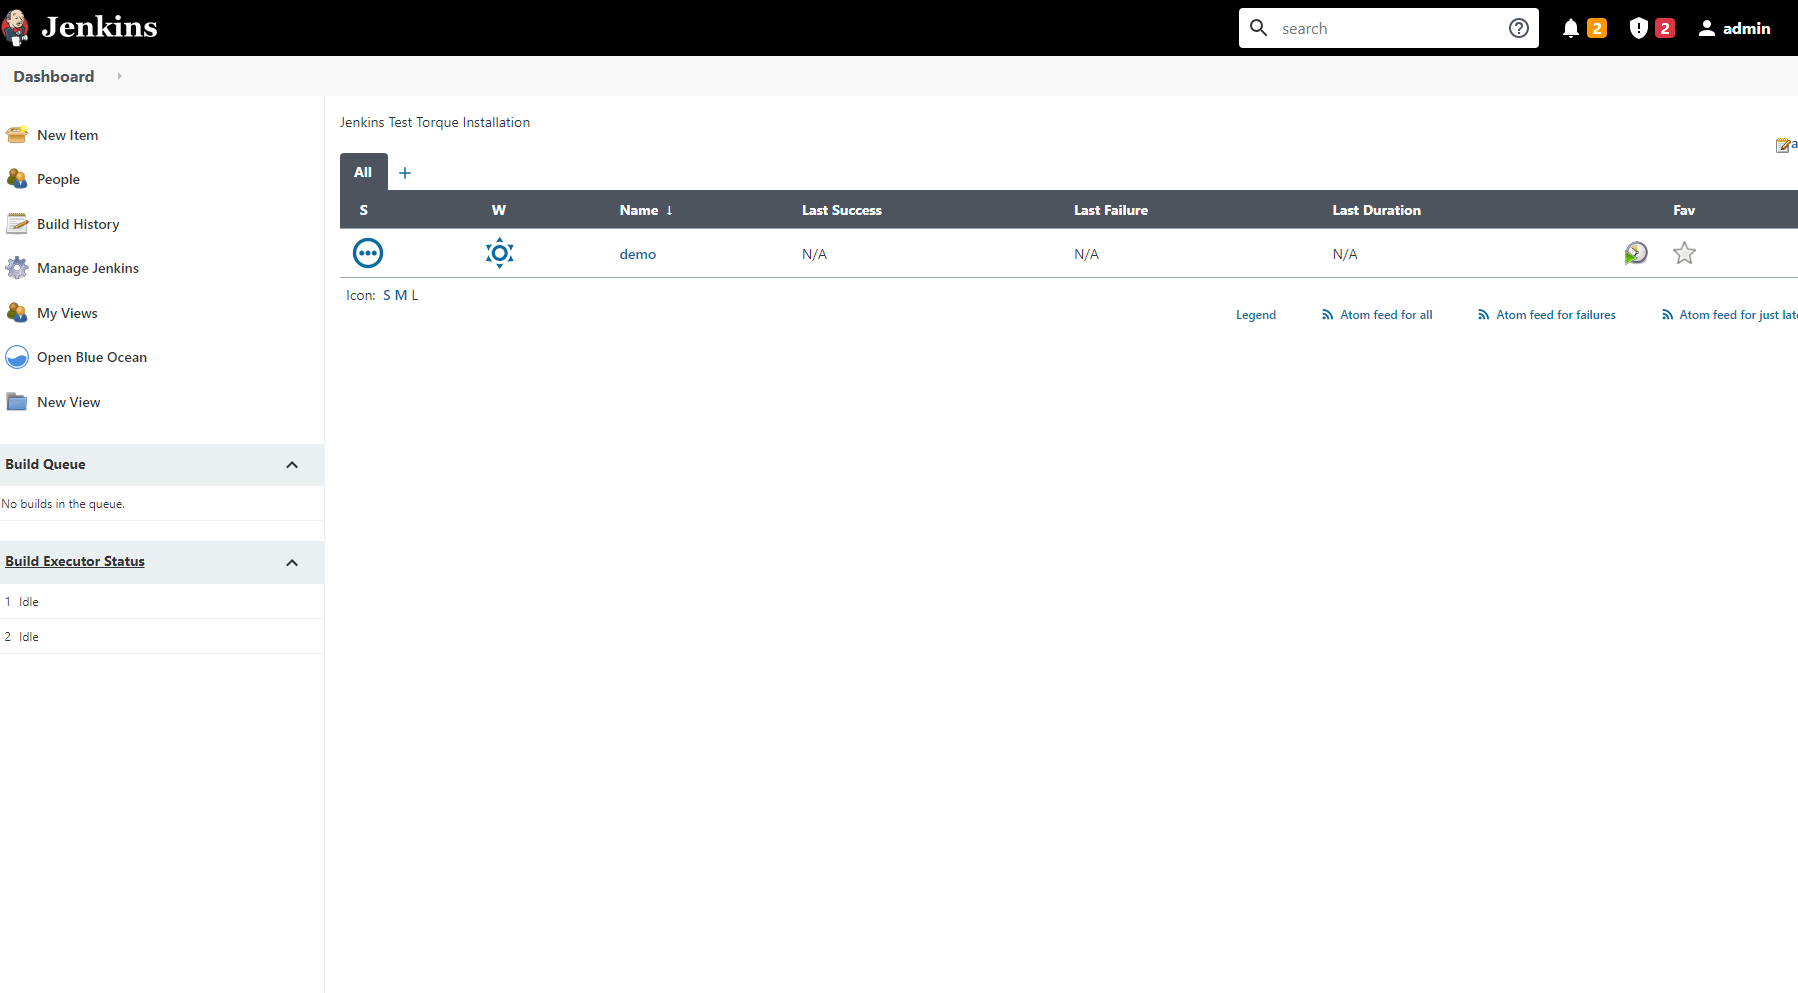 Jenkins
search
2
2
admin
Dashboard
New Item
People
Build History
Manage Jenkins
My Views
Open Blue Ocean
New View
Build Queue
No builds in the queue.
Build Executor Status
1 Idle
2 Idle
Jenkins Test Torque Installation
a
All +
S W Name ↓ Last Success Last Failure Last Duration Fav
demo N/A N/A N/A
Icon: S M L
Legend Atom feed for all Atom feed for failures Atom feed for just late